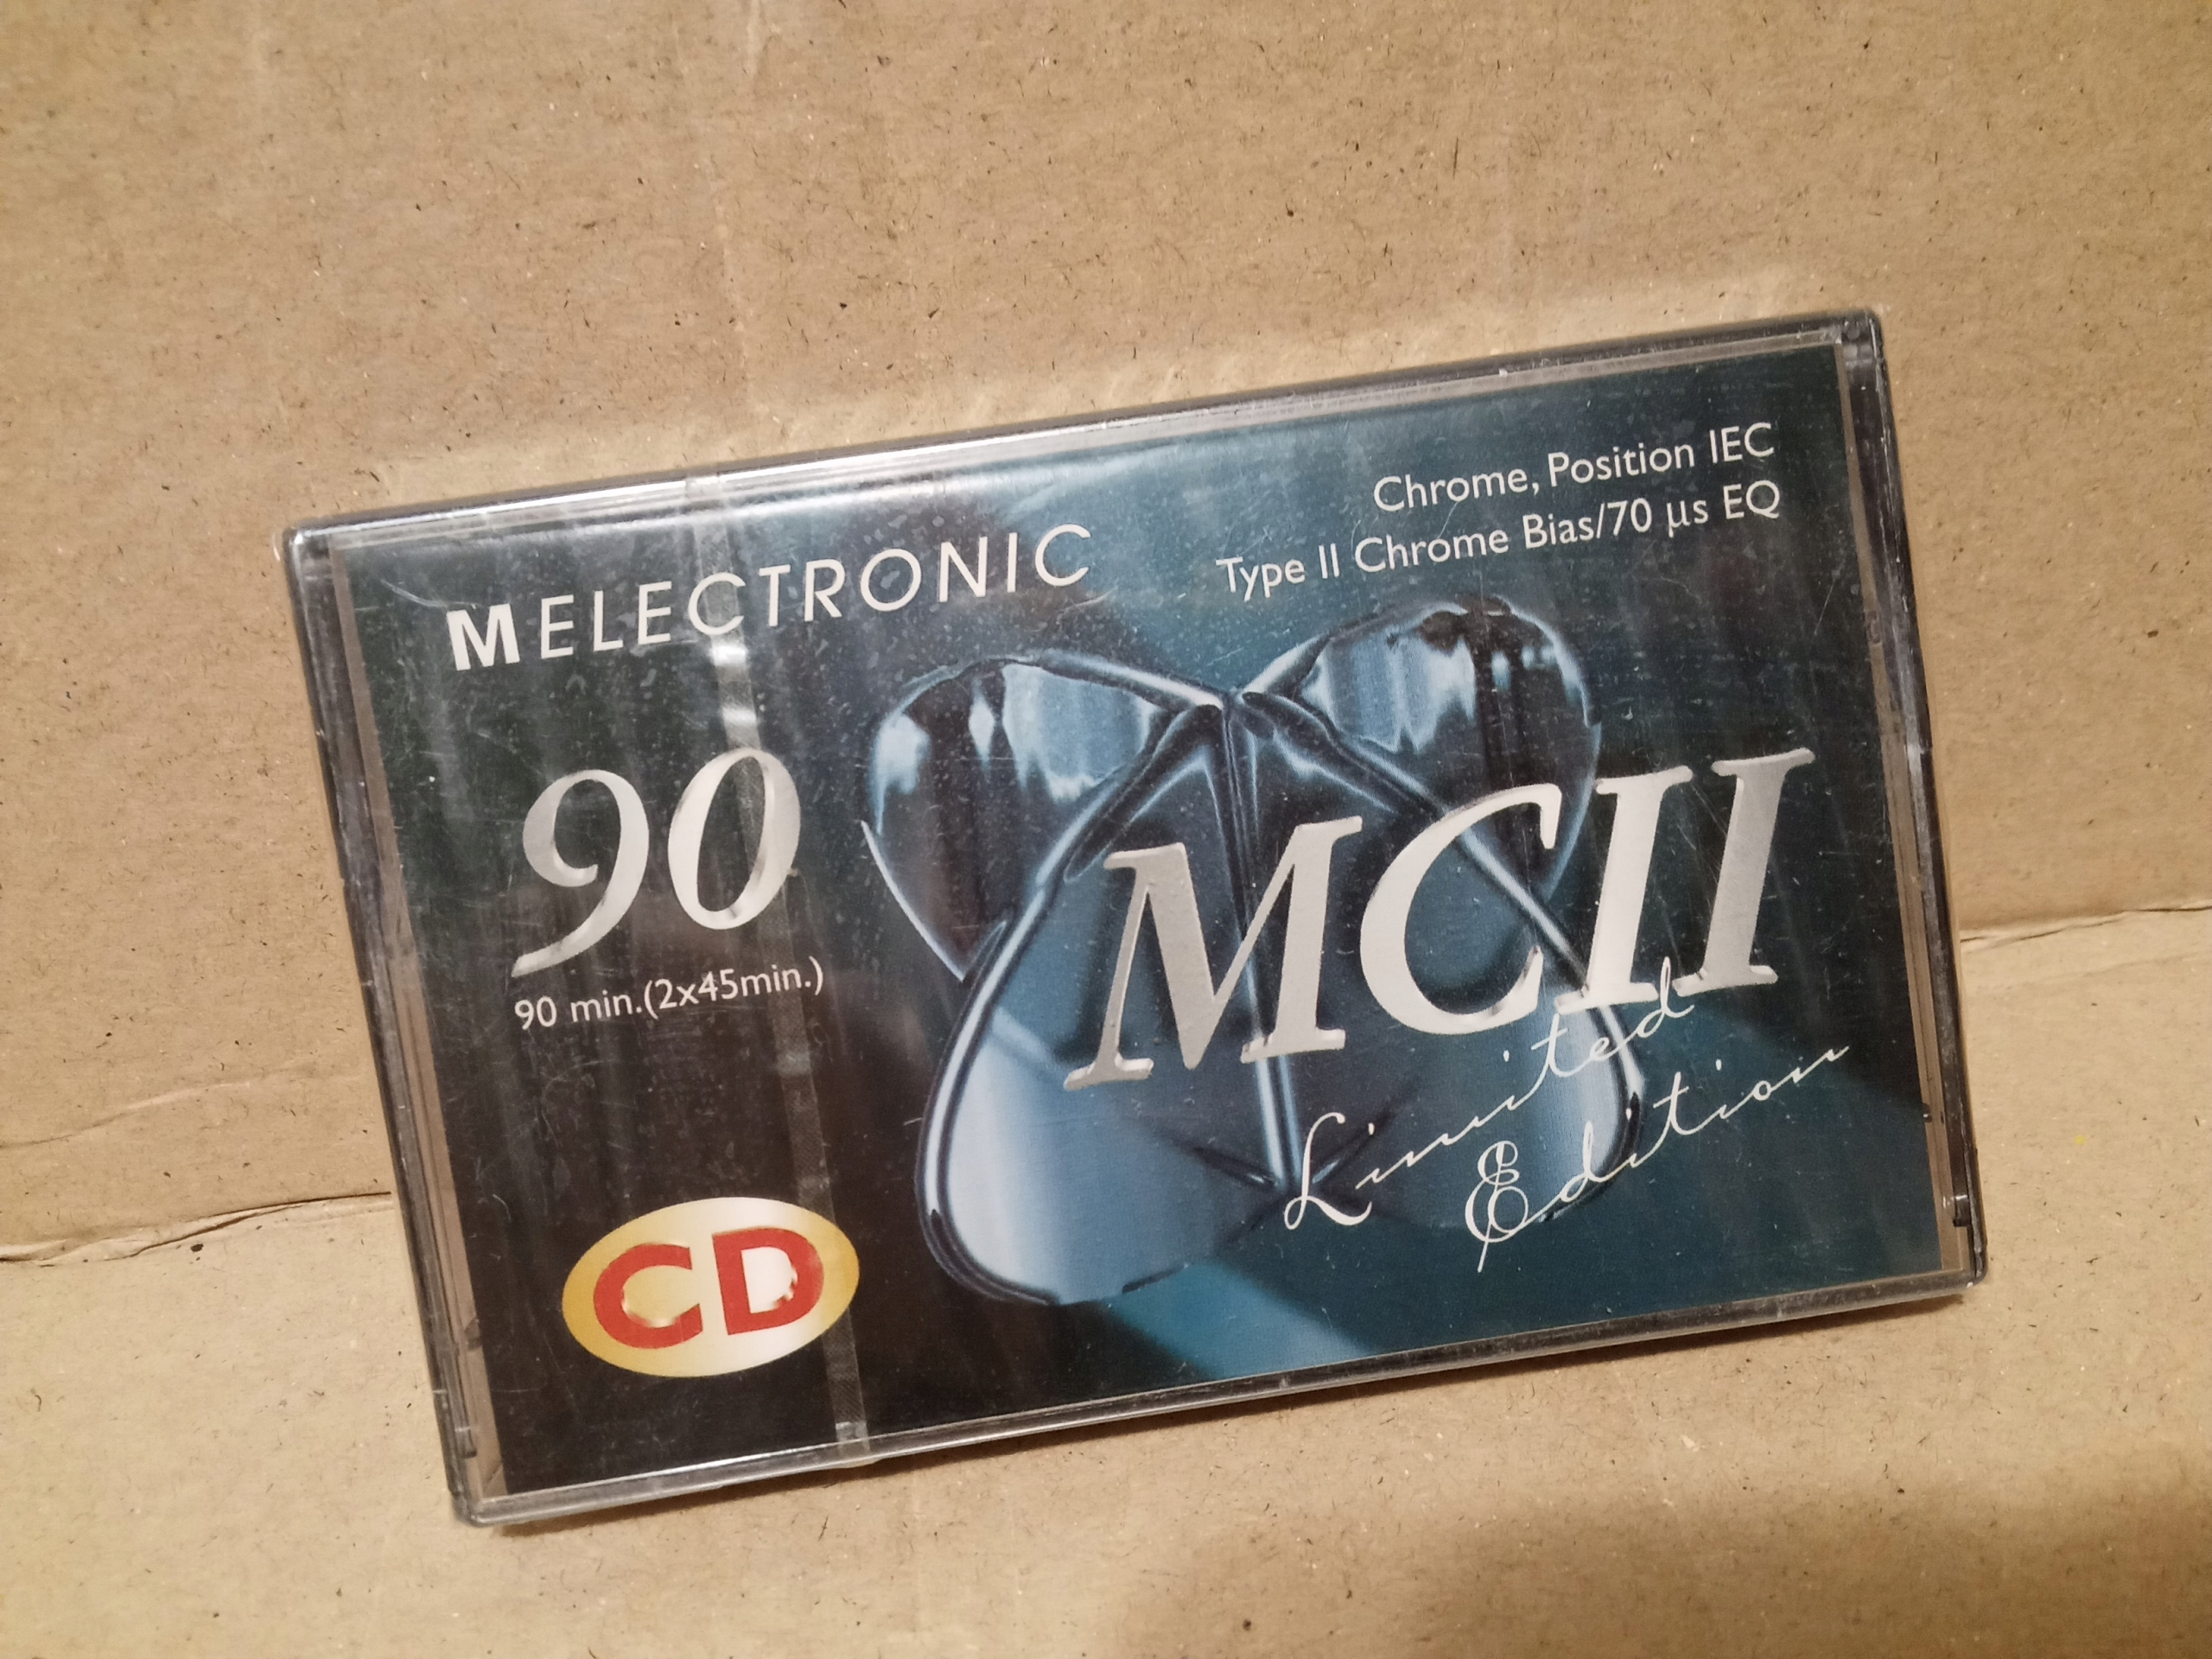 MELECTRONIC
Chrome, Position IEC
Type II Chrome Bias/70 µs EQ
90
90 min.(2x45min.)
MCII
Limited
Edition
CD